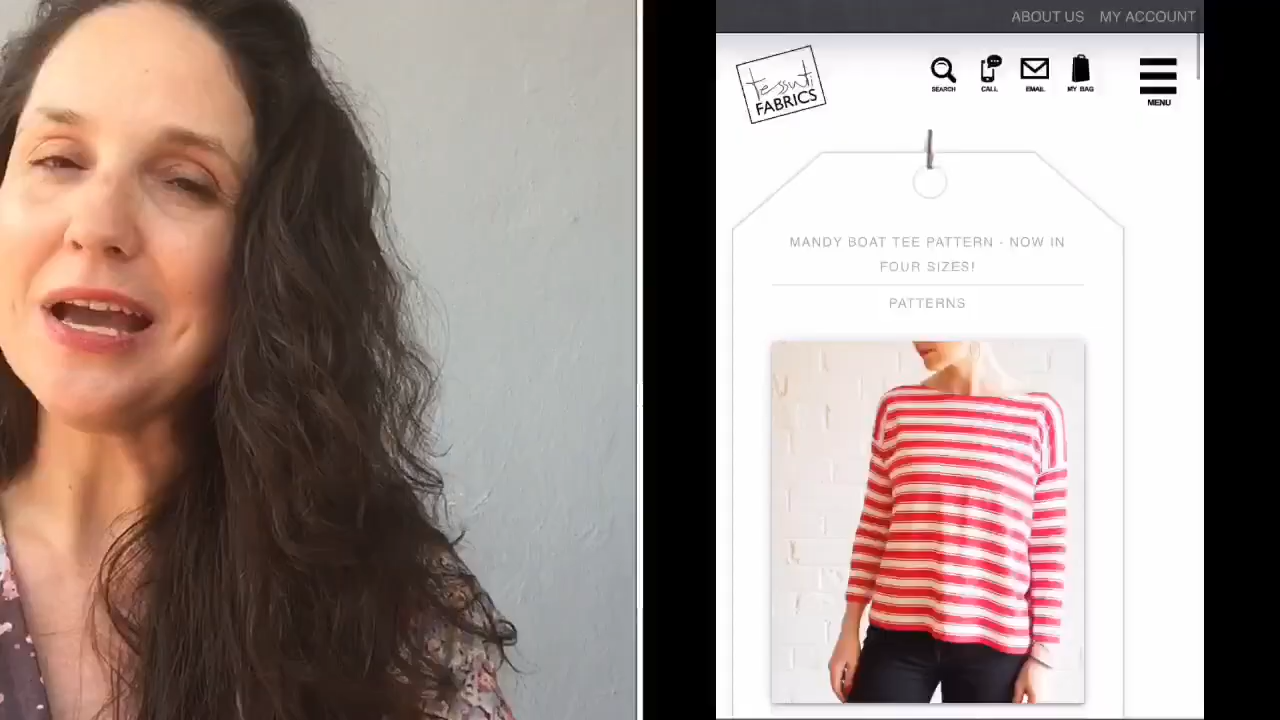 ABOUT US MY ACCOUNT
tessuti
FABRICS
SEARCH CALL EMAIL MY BAG MENU
MANDY BOAT TEE PATTERN - NOW IN
FOUR SIZES!
PATTERNS